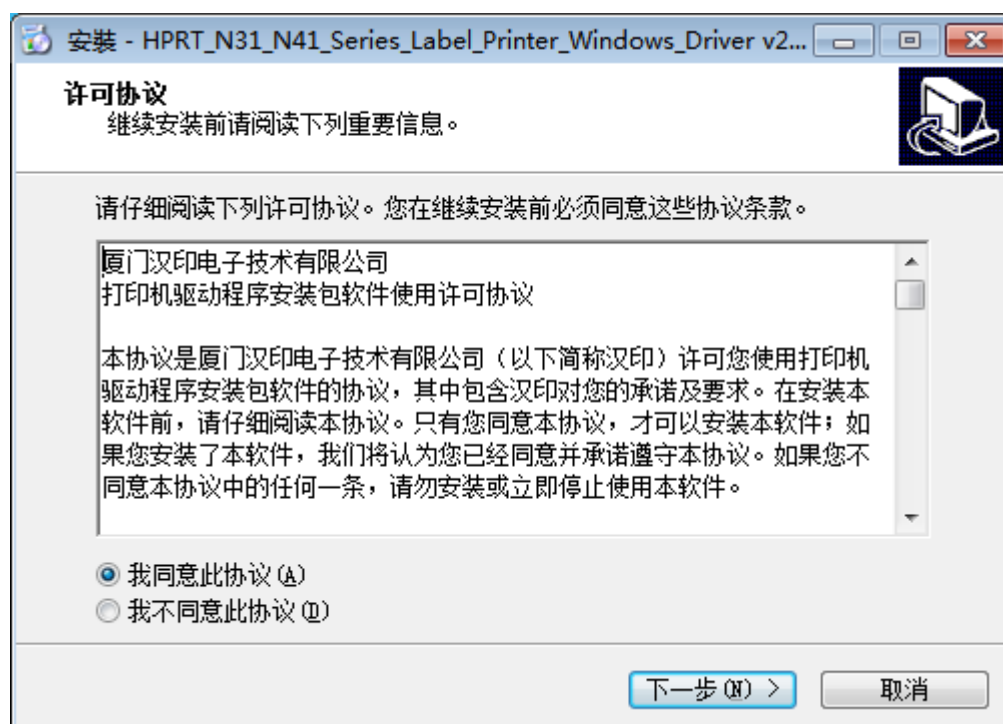 安裝 - HPRT_N31_N41_Series_Label_Printer_Windows_Driver v2...
许可协议
继续安装前请阅读下列重要信息。
请仔细阅读下列许可协议。您在继续安装前必须同意这些协议条款。
厦门汉印电子技术有限公司
打印机驱动程序安装包软件使用许可协议
本协议是厦门汉印电子技术有限公司（以下简称汉印）许可您使用打印机
驱动程序安装包软件的协议，其中包含汉印对您的承诺及要求。在安装本
软件前，请仔细阅读本协议。只有您同意本协议，才可以安装本软件；如
果您安装了本软件，我们将认为您已经同意并承诺遵守本协议。如果您不
同意本协议中的任何一条，请勿安装或立即停止使用本软件。
我同意此协议(A)
我不同意此协议(D)
下一步(N) >
取消